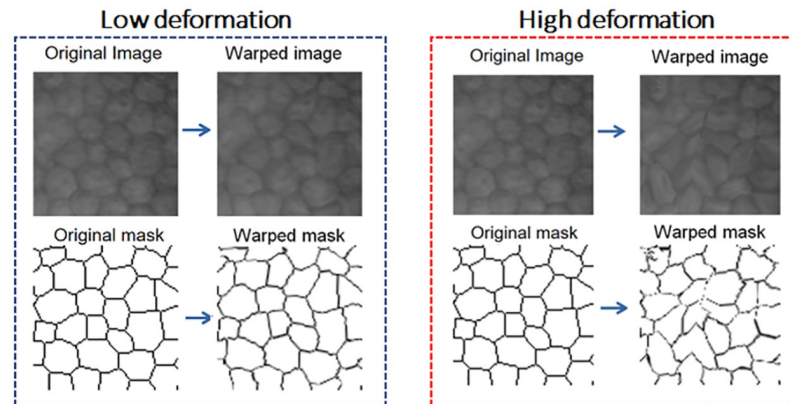 Low deformation
Original Image
Warped image
Original mask
Warped mask
High deformation
Original Image
Warped image
Original mask
Warped mask